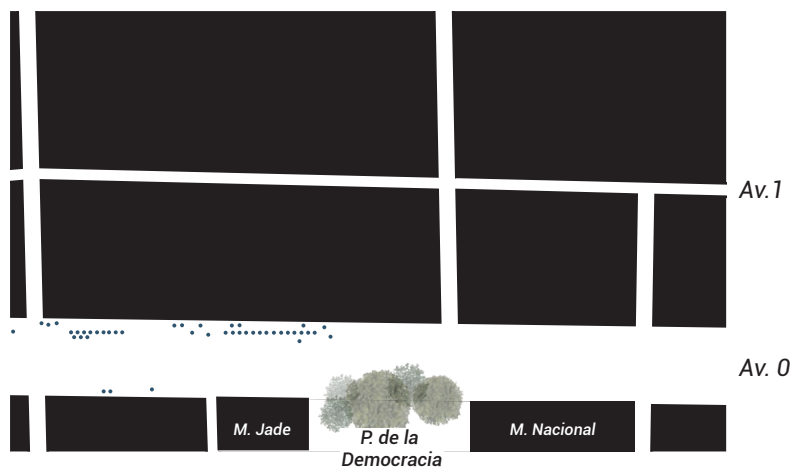 Av.1
Av. 0
M. Jade
P. de la
Democracia
M. Nacional